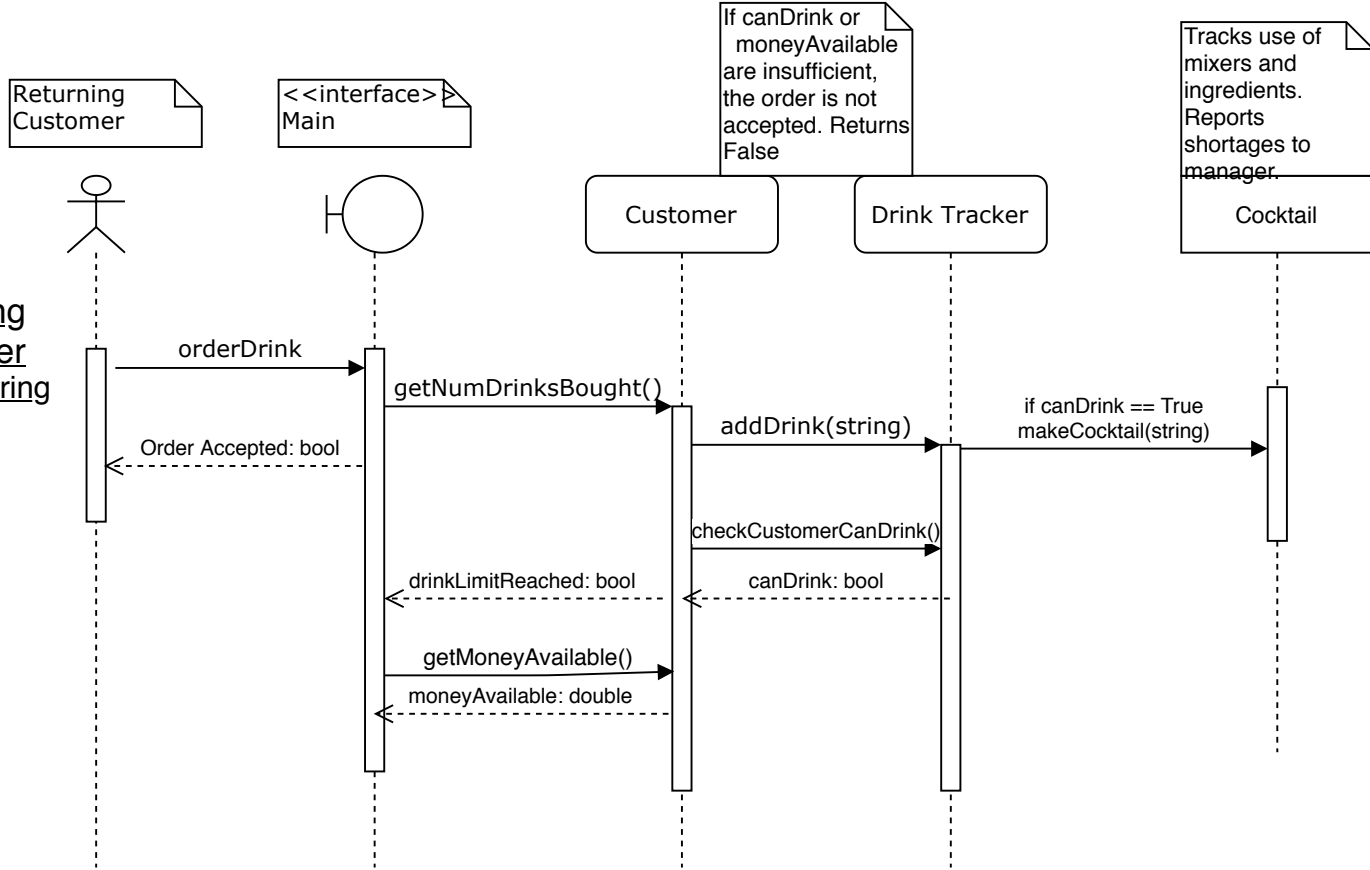 If canDrink or
moneyAvailable
are insufficient,
the order is not
accepted. Returns
False
Tracks use of
mixers and
ingredients.
Reports
shortages to
manager.
Returning
Customer
<<interface>>
Main
Customer
Drink Tracker
Cocktail
ng
er
ring
orderDrink
getNumDrinksBought()
addDrink(string)
if canDrink == True
makeCocktail(string)
Order Accepted: bool
checkCustomerCanDrink()
drinkLimitReached: bool
canDrink: bool
getMoneyAvailable()
moneyAvailable: double